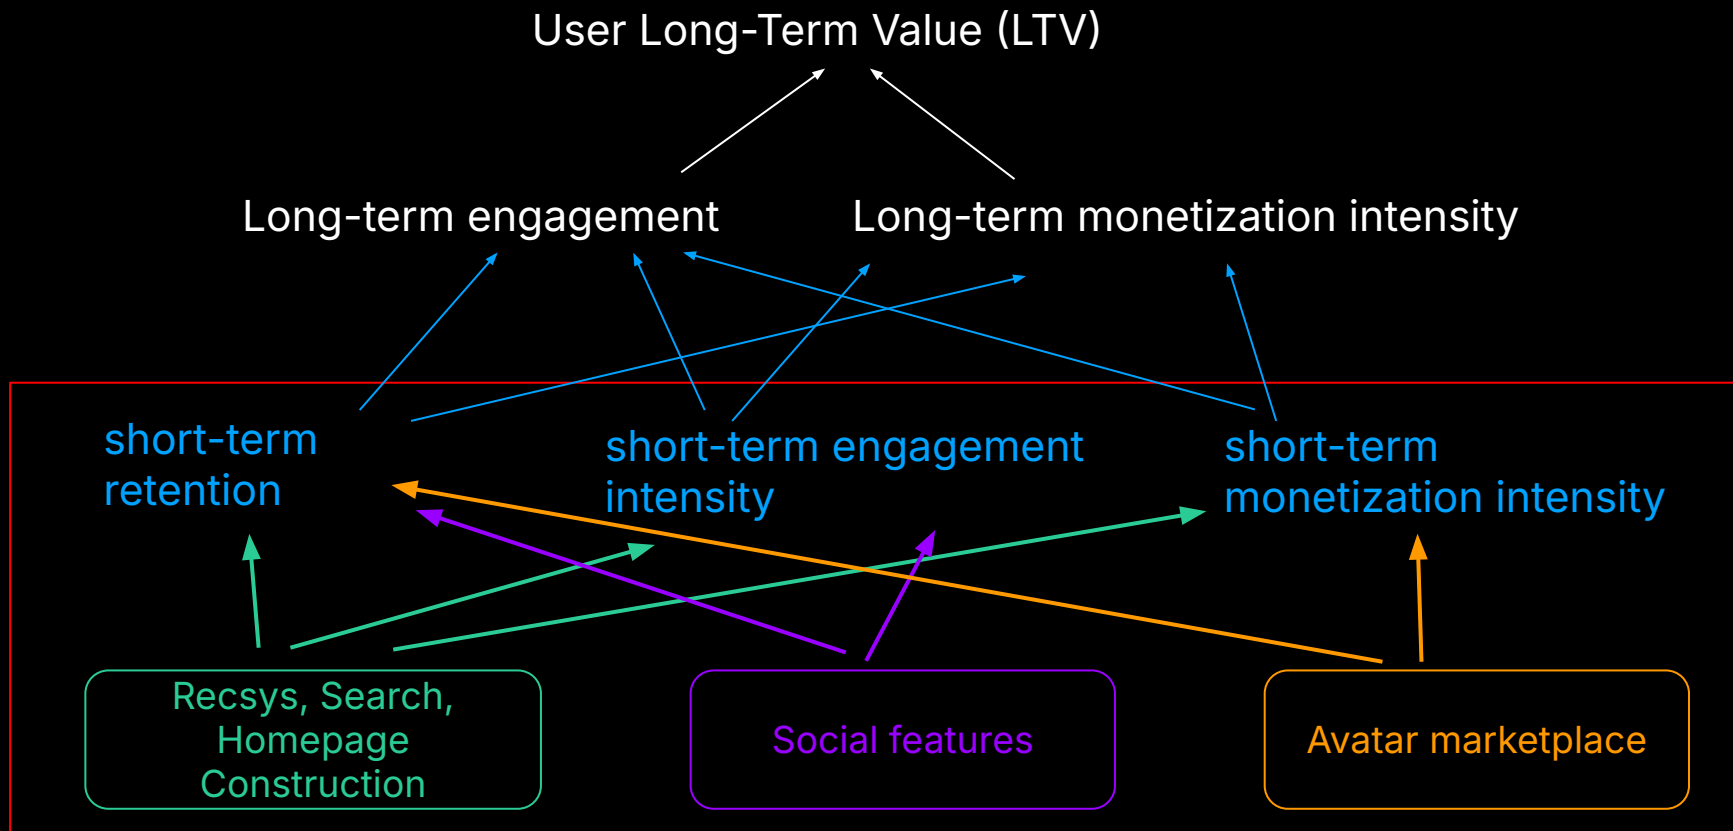 User Long-Term Value (LTV)
Long-term engagement
Long-term monetization intensity
short-term
retention
short-term engagement
intensity
short-term
monetization intensity
Recsys, Search,
Homepage
Construction
Social features
Avatar marketplace